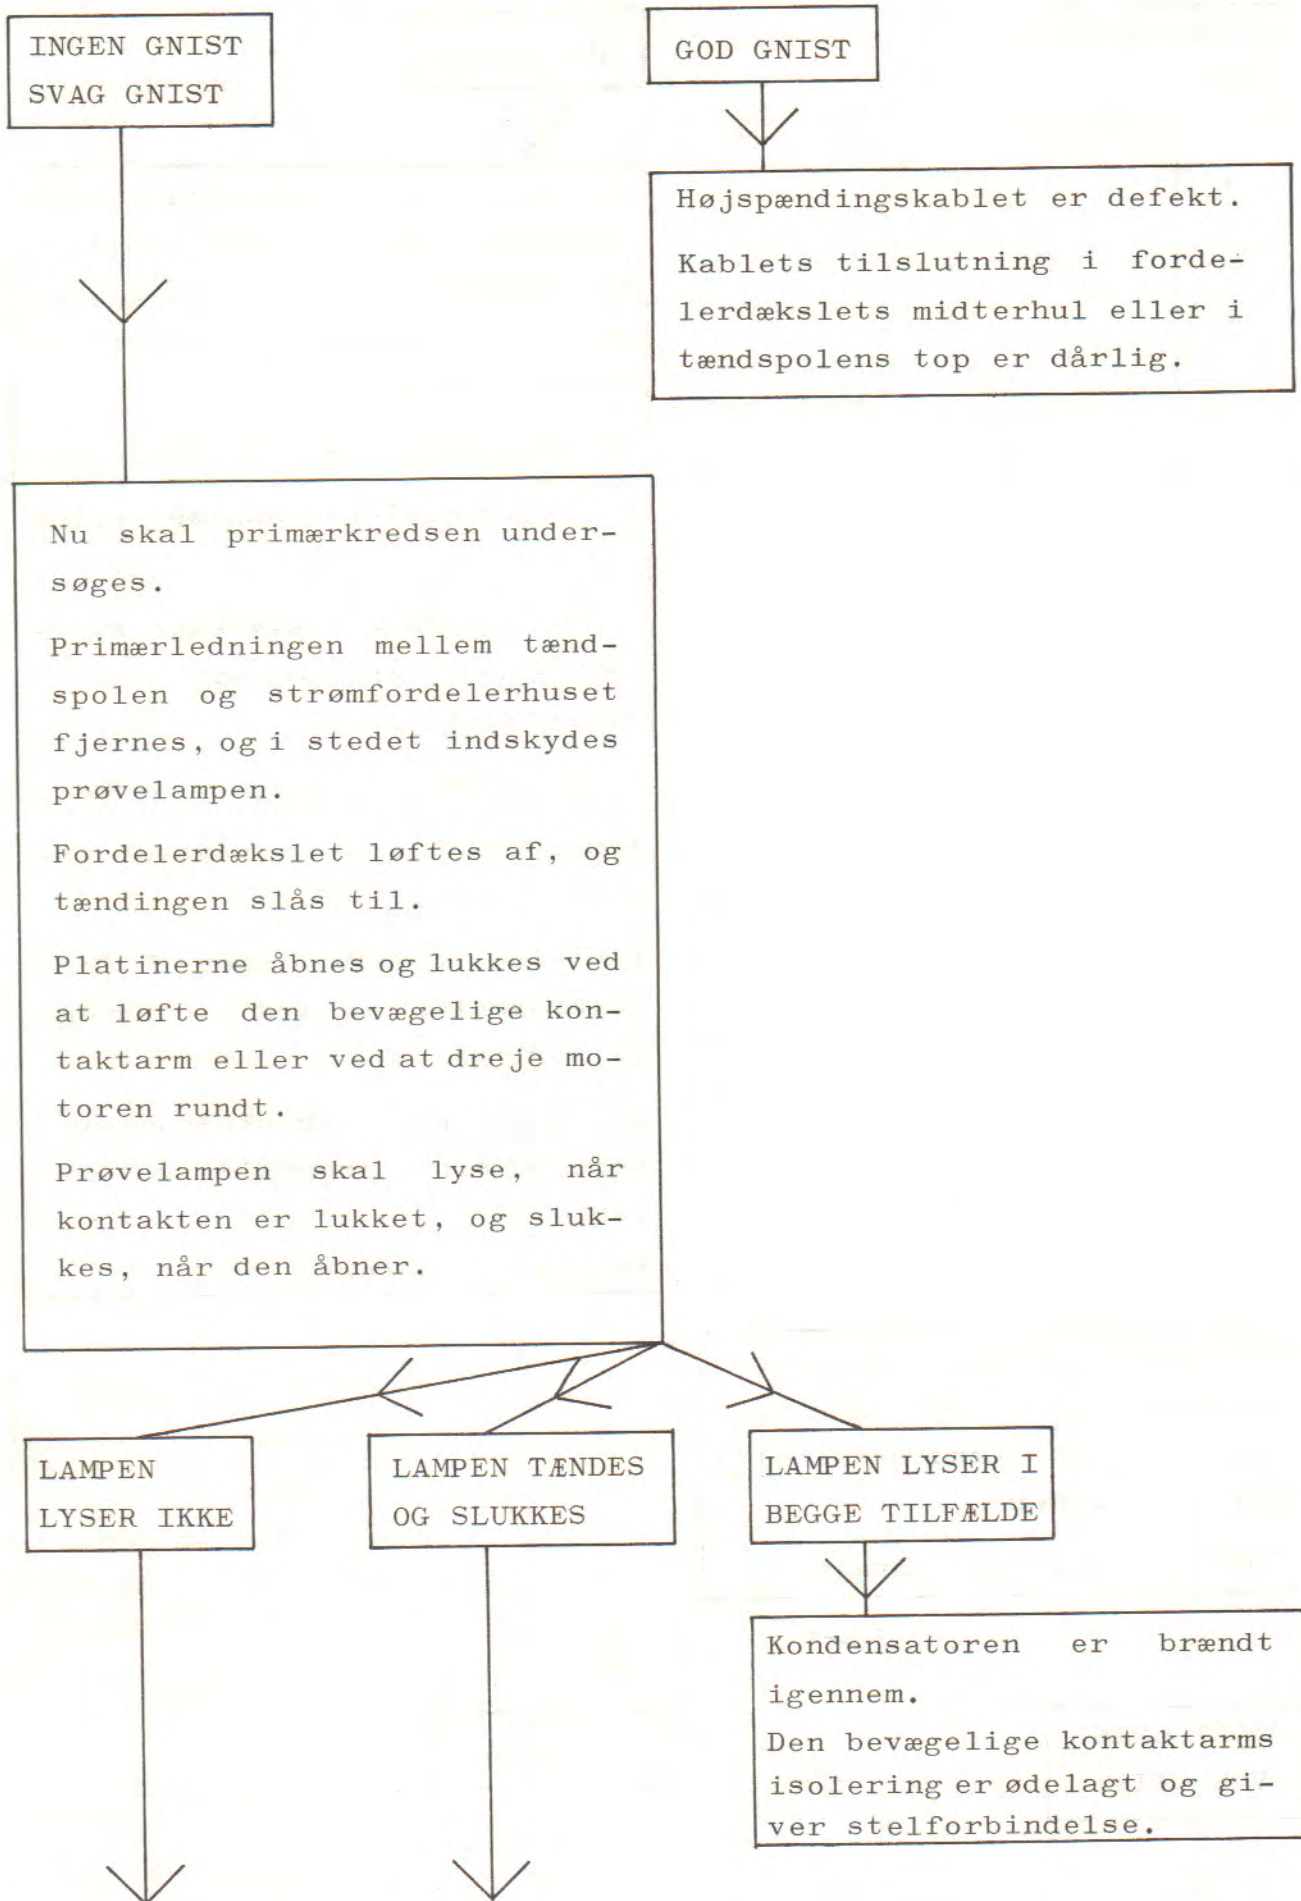 INGEN GNIST
SVAG GNIST
GOD GNIST
Højspændingskablet er defekt.
Kablets tilslutning i forde-
lerdækslets midterhul eller i
tændspolens top er dårlig.
Nu skal primærkredsen under-
søges.
Primærledningen mellem tænd-
spolen og strømfordelerhuset
fjernes, og i stedet indskydes
prøvelampen.
Fordelerdækslet løftes af, og
tændingen slås til.
Platinerne åbnes og lukkes ved
at løfte den bevægelige kon-
taktarm eller ved at dreje mo-
toren rundt.
Prøvelampen skal lyse, når
kontakten er lukket, og sluk-
kes, når den åbner.
LAMPEN
LYSER IKKE
LAMPEN TÆNDES
OG SLUKKES
LAMPEN LYSER I
BEGGE TILFÆLDE
Kondensatoren er brændt
igennem.
Den bevægelige kontaktarms
isolering er ødelagt og gi-
ver stelforbindelse.